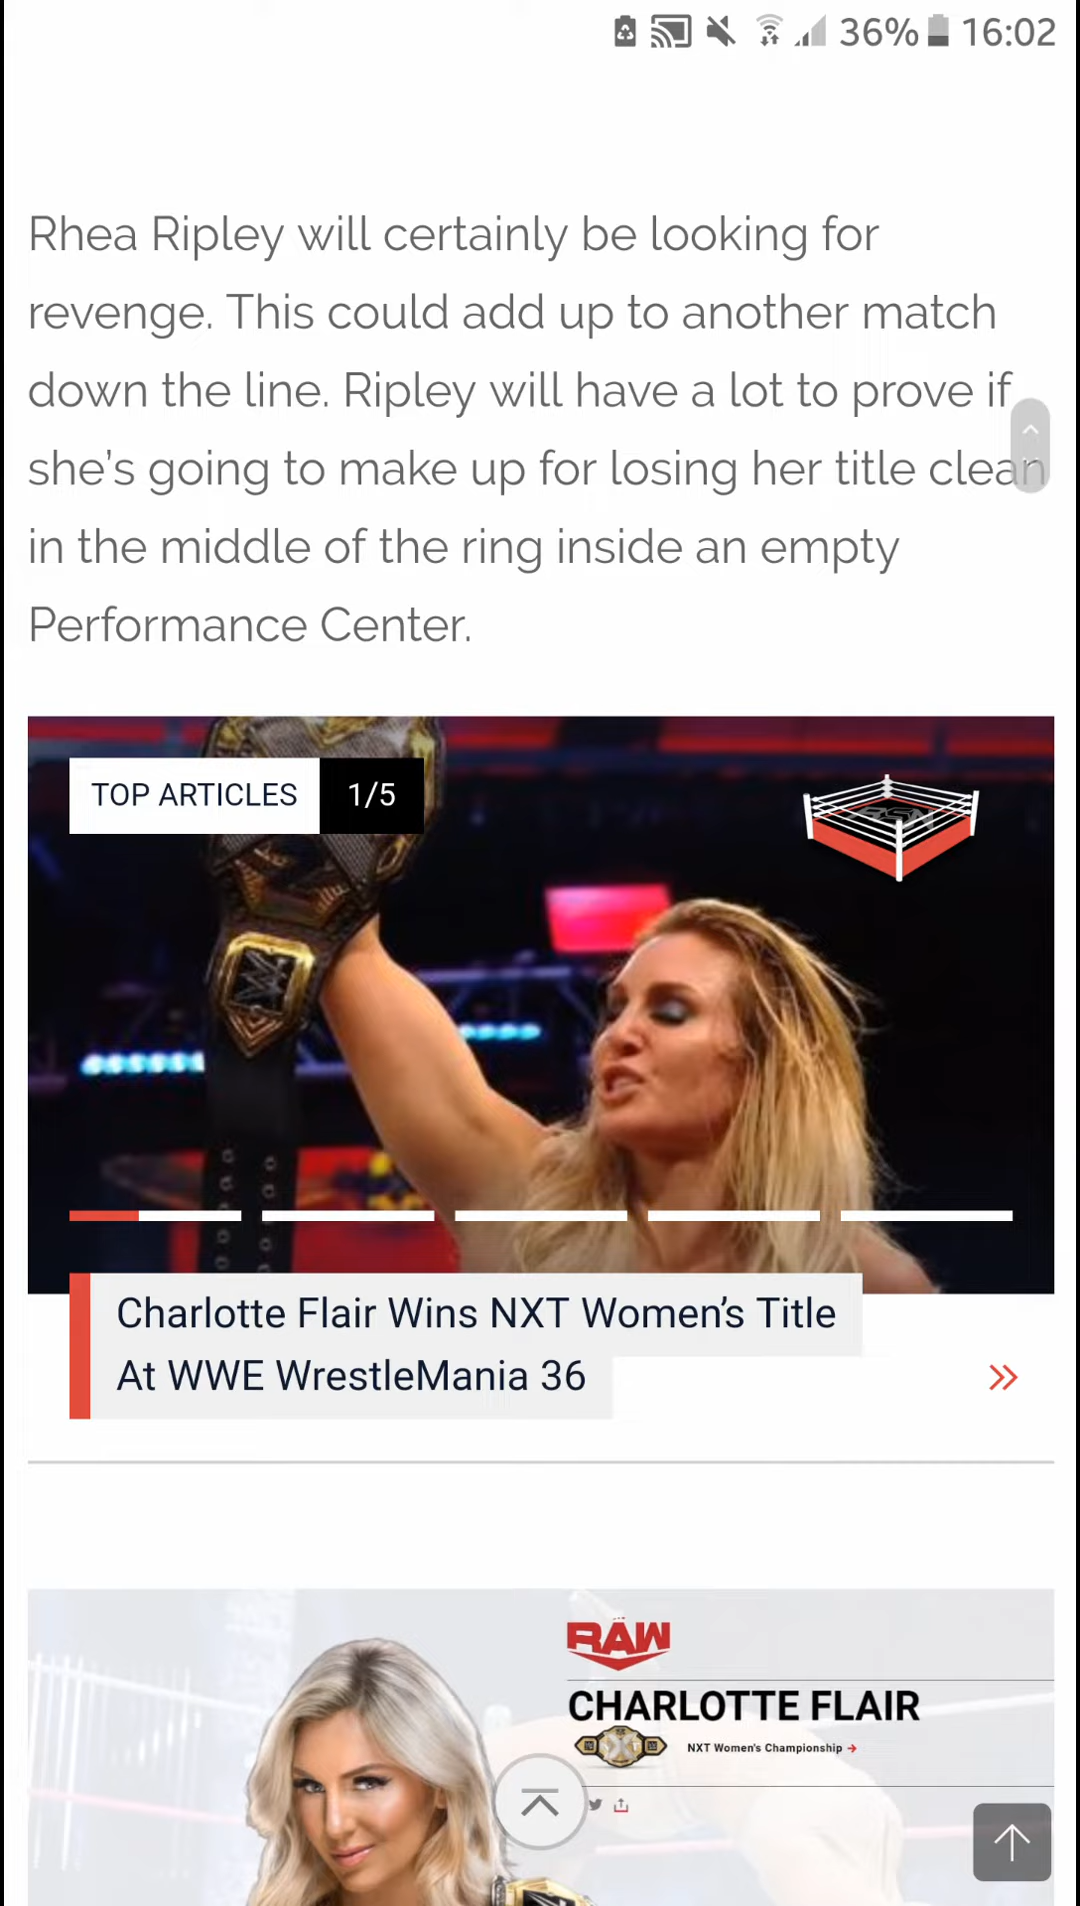 36% 16:02
Rhea Ripley will certainly be looking for
revenge. This could add up to another match
down the line. Ripley will have a lot to prove if
she's going to make up for losing her title clean
in the middle of the ring inside an empty
Performance Center.
TOP ARTICLES 1/5
RSN
Charlotte Flair Wins NXT Women's Title
At WWE WrestleMania 36
RAW
CHARLOTTE FLAIR
NXT Women's Championship